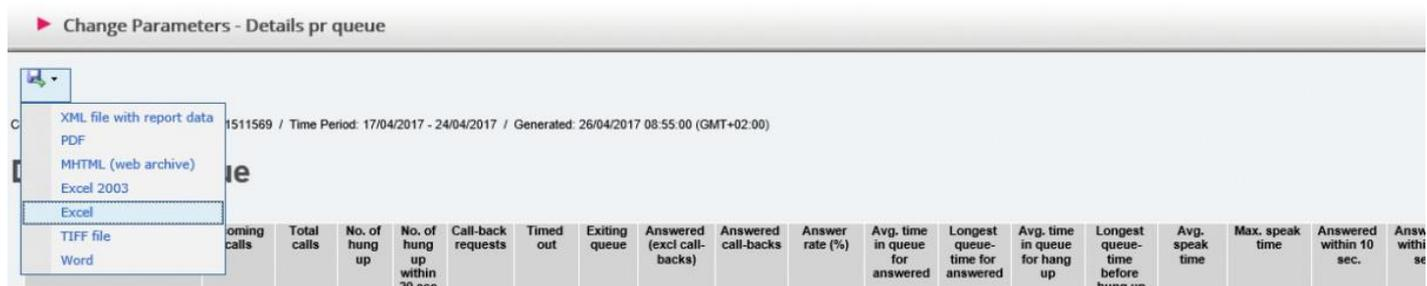 Change Parameters - Details pr queue
XML file with report data
PDF
MHTML (web archive)
Excel 2003
Excel
TIFF file
Word
1511569 / Time Period: 17/04/2017 - 24/04/2017 / Generated: 26/04/2017 08:55:00 (GMT+02:00)
ue
oming
calls
Total
calls
No. of
hung
up
No. of
hung
up
within
20 sec
Call-back
requests
Timed
out
Exiting
queue
Answered
(excl call-
backs)
Answered
call-backs
Answer
rate (%)
Avg. time
in queue
for
answered
Longest
queue-
time for
answered
Avg. time
in queue
for hang
up
Longest
queue-
time
before
hung up
Avg.
speak
time
Max. speak
time
Answered
within 10
sec.